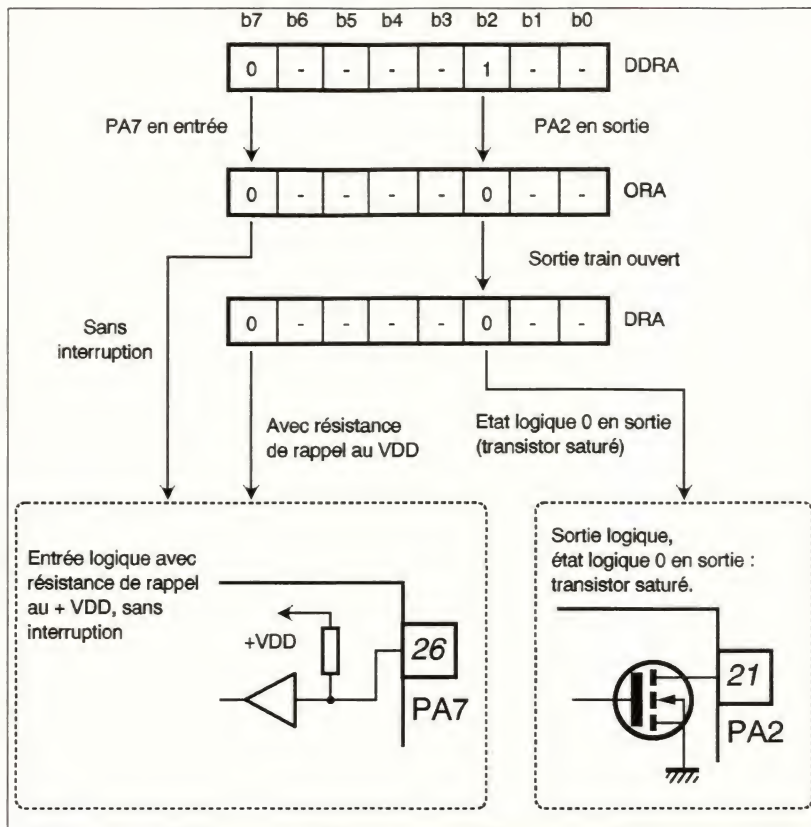 b7 b6 b5 b4 b3 b2 b1 b0
0 - - - - 1 - - DDRA
PA7 en entrée
PA2 en sortie
0 - - - - 0 - - ORA
Sortie train ouvert
0 - - - - 0 - - DRA
Sans
interruption
Avec résistance
de rappel au VDD
Etat logique 0 en sortie
(transistor saturé)
Entrée logique avec
résistance de rappel
au + VDD, sans
interruption
+VDD
26
PA7
Sortie logique,
état logique 0 en sortie :
transistor saturé.
21
PA2